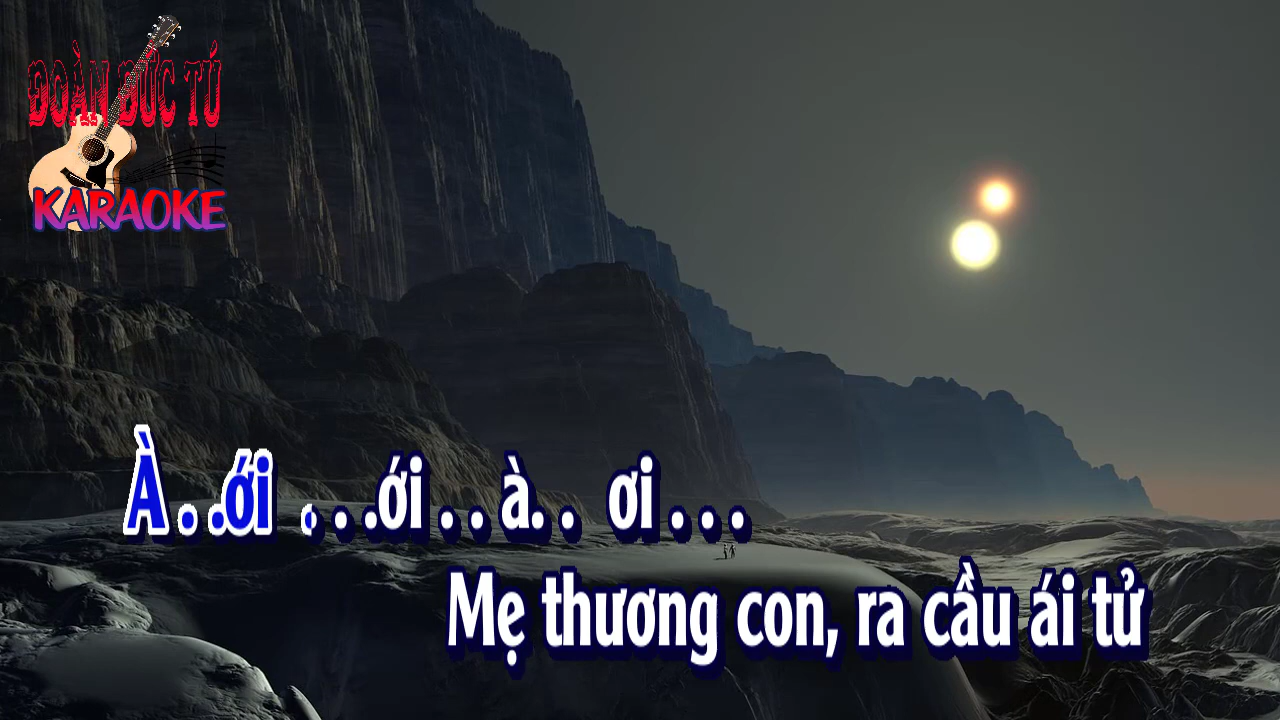 ĐOÀN ĐỨC TÚ
KARAOKE
À . .ới . . .ới . . à. . ơi . . .
Mẹ thương con, ra cầu ái tử